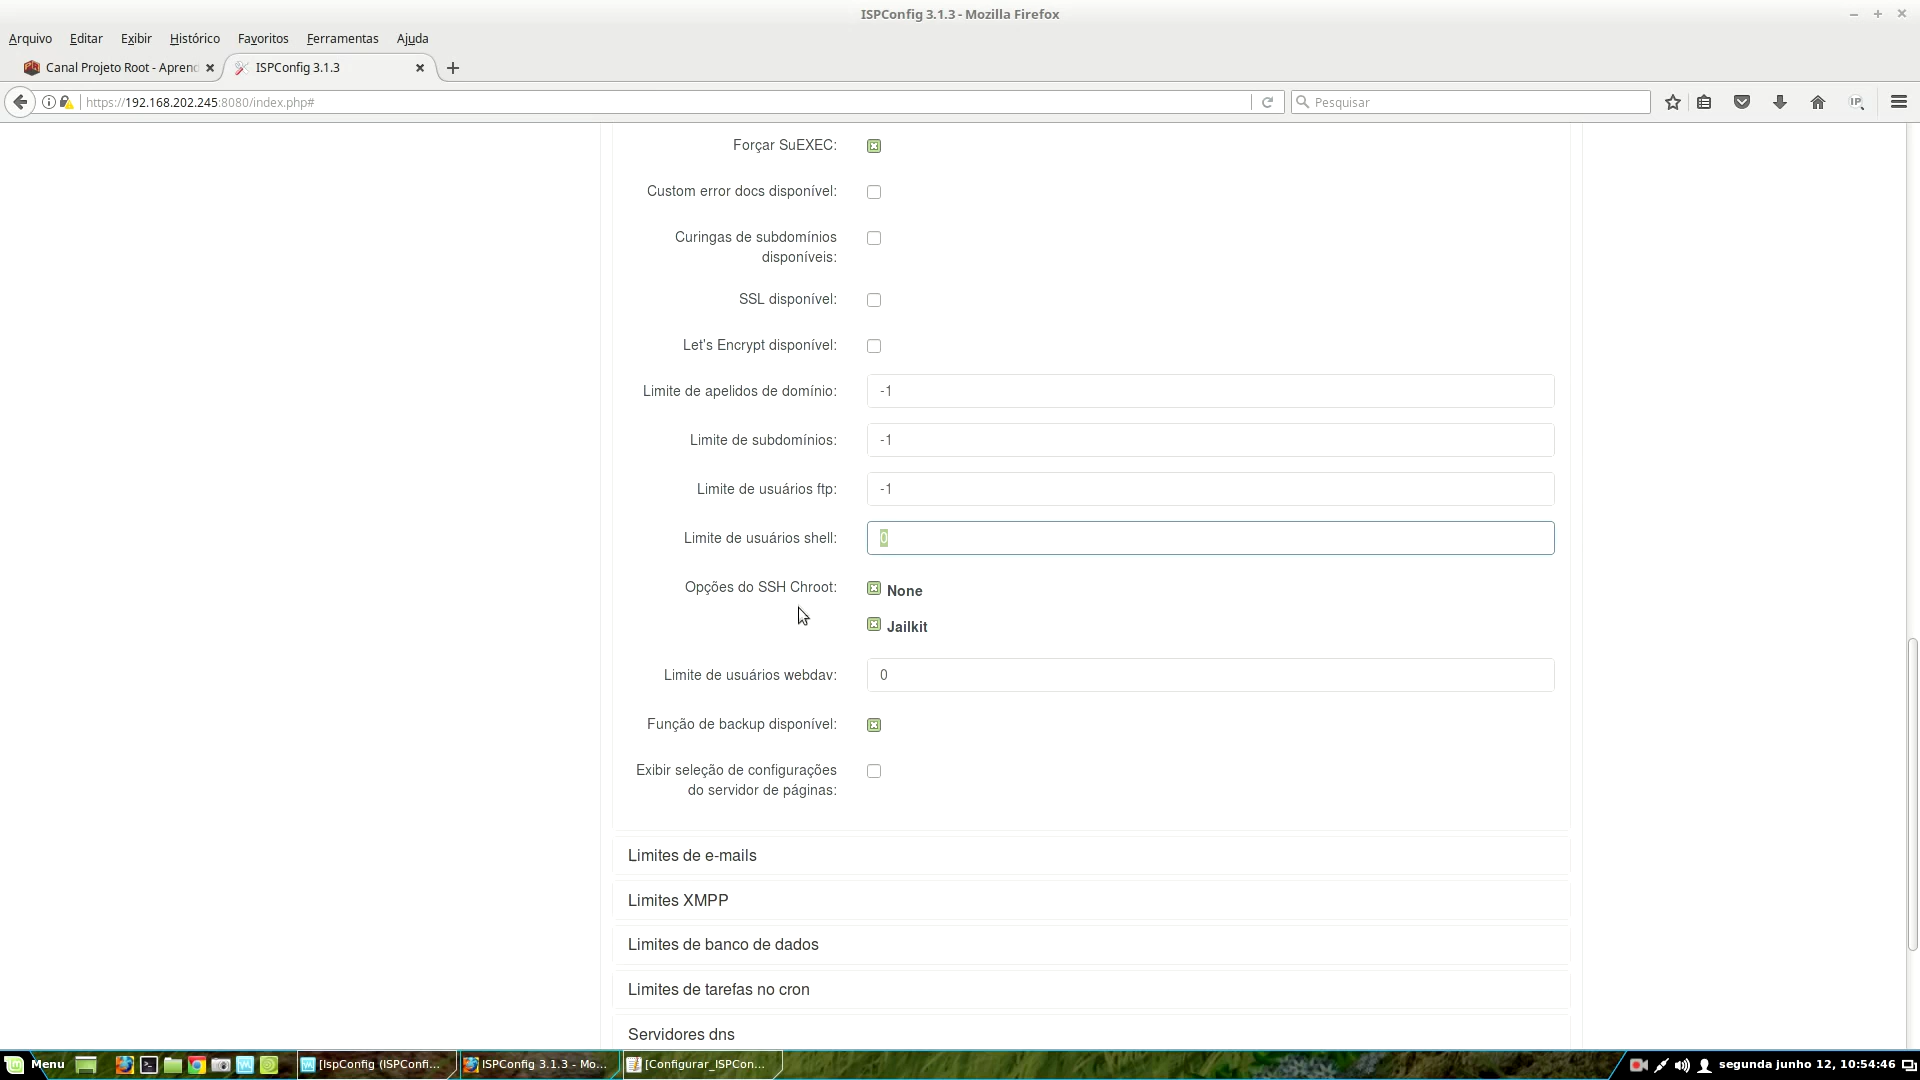 ISPConfig 3.1.3 - Mozilla Firefox
Arquivo Editar Exibir Histórico Favoritos Ferramentas Ajuda
Canal Projeto Root - Apren
ISPConfig 3.1.3
https://192.168.202.245:8080/index.php#
Pesquisar
IP
Forçar SuEXEC:
Custom error docs disponível:
Curingas de subdomínios
disponíveis:
SSL disponível:
Let's Encrypt disponível:
Limite de apelidos de domínio: -1
Limite de subdomínios: -1
Limite de usuários ftp: -1
Limite de usuários shell: 0
Opções do SSH Chroot: None
Jailkit
Limite de usuários webdav: 0
Função de backup disponível:
Exibir seleção de configurações
do servidor de páginas:
Limites de e-mails
Limites XMPP
Limites de banco de dados
Limites de tarefas no cron
Servidores dns
Menu
[IspConfig (ISPConfi...
ISPConfig 3.1.3 - Mo...
[Configurar_ISPCon...
segunda junho 12, 10:54:46